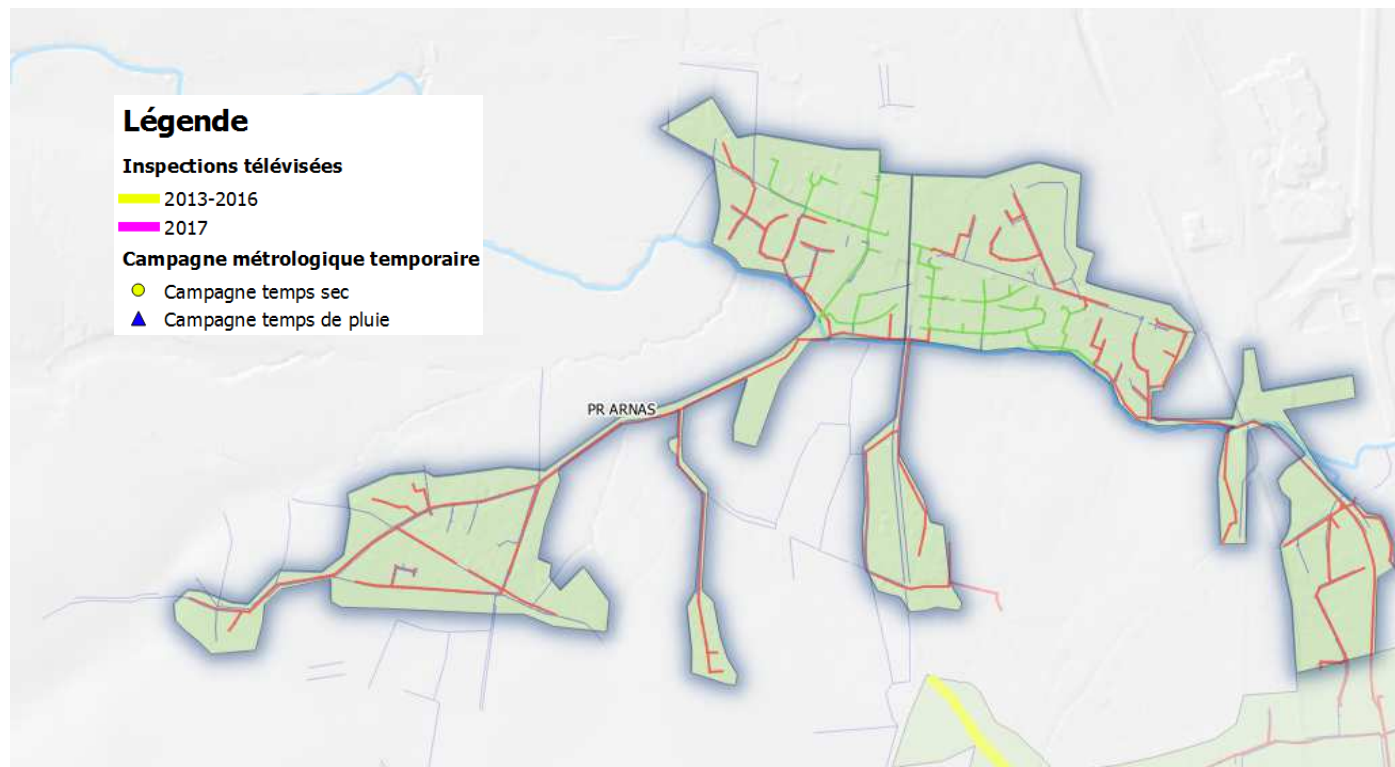 Légende
Inspections télévisées
2013-2016
2017
Campagne métrologique temporaire
Campagne temps sec
Campagne temps de pluie
PR ARNAS